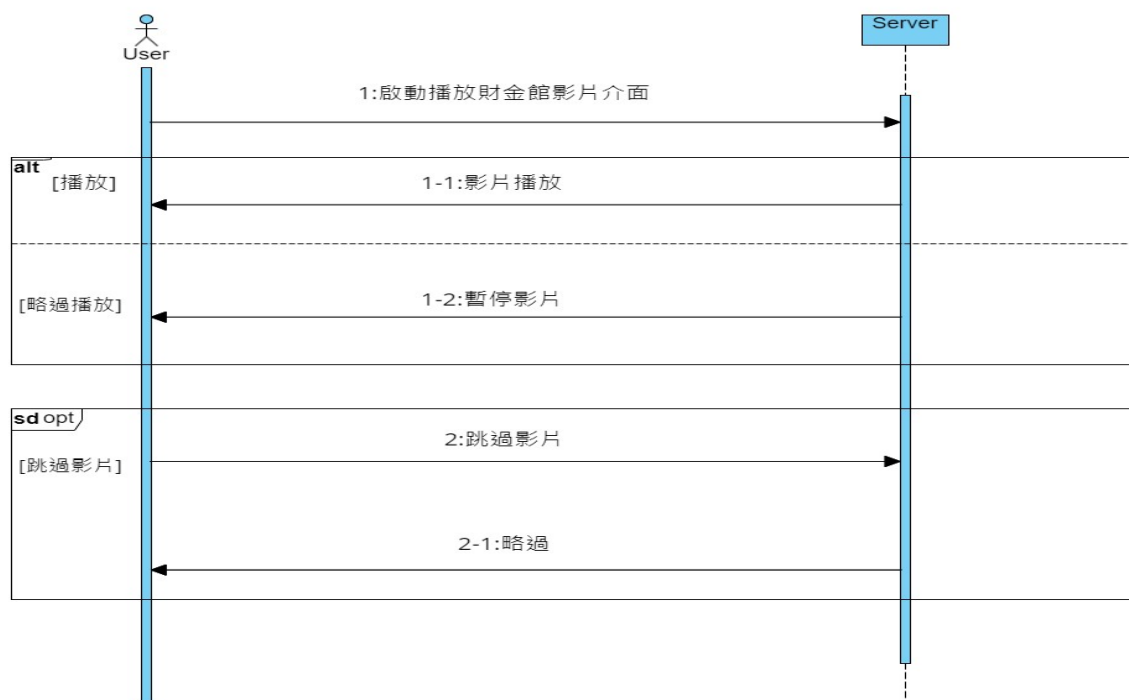 User
Server
1:啟動播放財金館影片介面
alt
[播放]
1-1:影片播放
[略過播放]
1-2:暫停影片
sd opt
[跳過影片]
2:跳過影片
2-1:略過